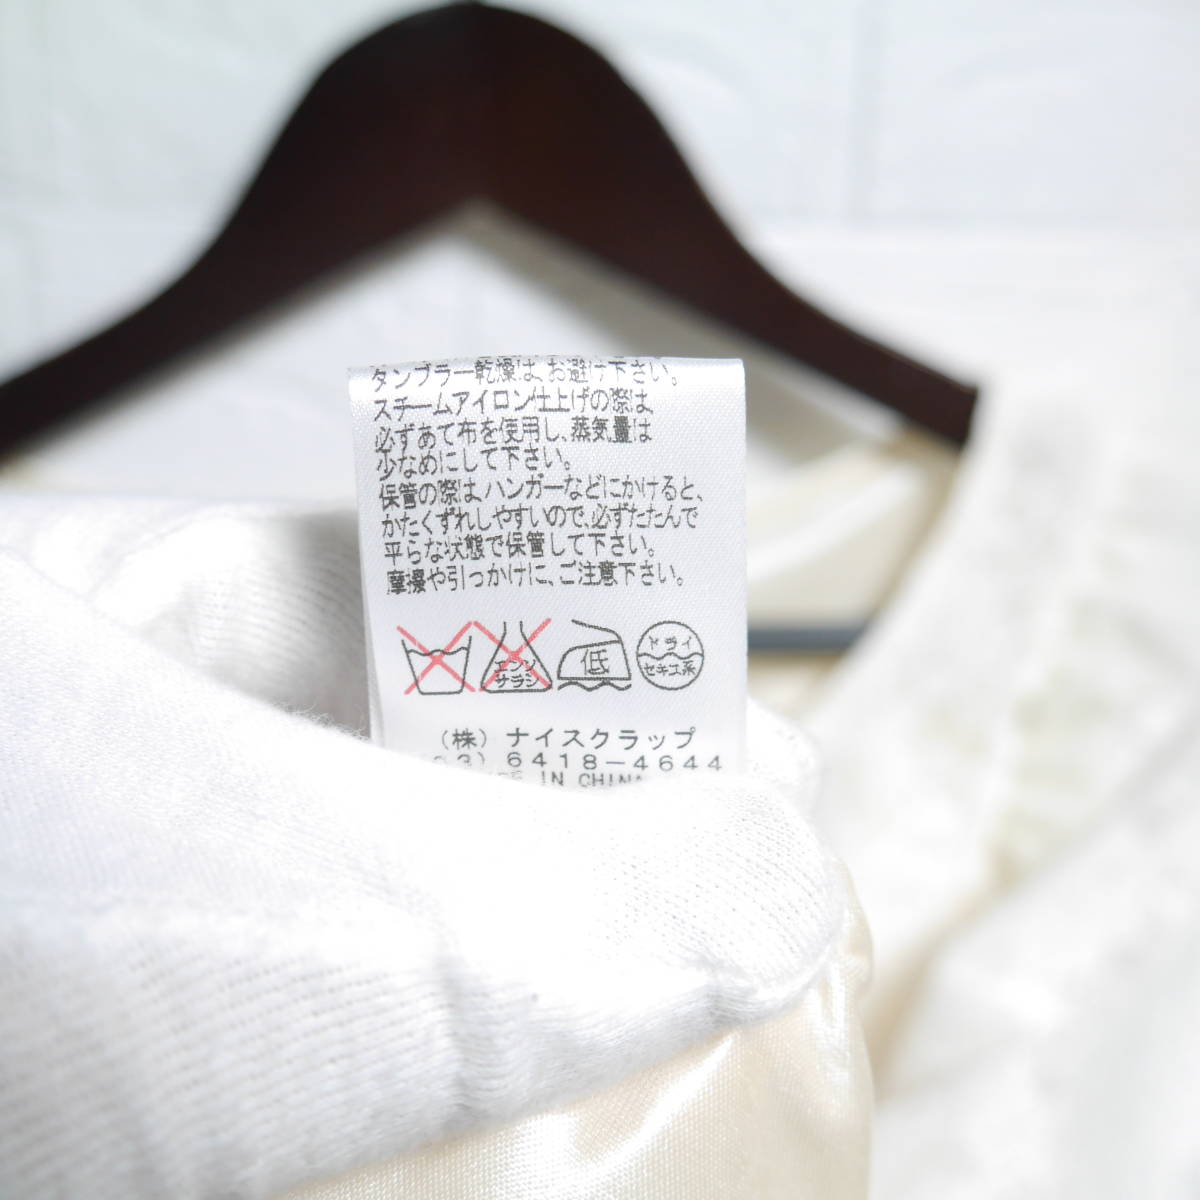 タンブラー乾燥は、お避け下さい。
スチームアイロン仕上げの際は
必ずあて布を使用し、蒸気量は
少なめにして下さい。
保管の際は、ハンガーなどにかけると、
かたくずれしやすいので、必ずたたんで
平らな状態で保管して下さい。
摩擦や引っかけに、ご注意下さい。
エンソ
サラシ
低
ドライ
セキユ系
(株) ナイスクラップ
3) 6418-4644
IN CHINA